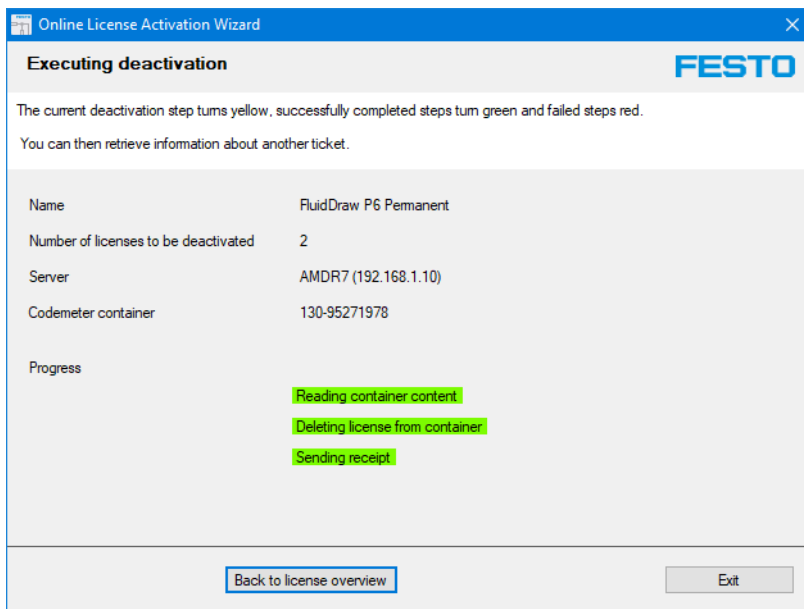 Online License Activation Wizard
Executing deactivation
FESTO
The current deactivation step turns yellow, successfully completed steps turn green and failed steps red.
You can then retrieve information about another ticket.
Name FluidDraw P6 Permanent
Number of licenses to be deactivated 2
Server AMDR7 (192.168.1.10)
Codemeter container 130-95271978
Progress
Reading container content
Deleting license from container
Sending receipt
Back to license overview Exit